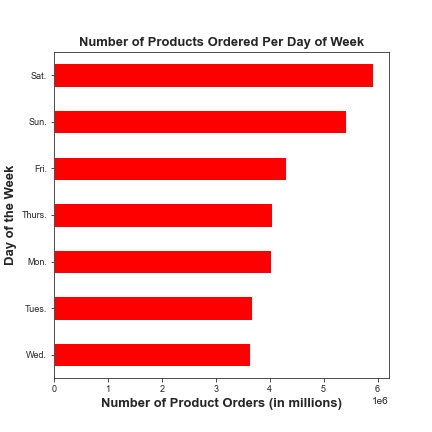 Number of Products Ordered Per Day of Week
Sat.
Sun.
Fri.
Thurs.
Mon.
Tues.
Wed.
Day of the Week
0 1 2 3 4 5 6
1e6
Number of Product Orders (in millions)